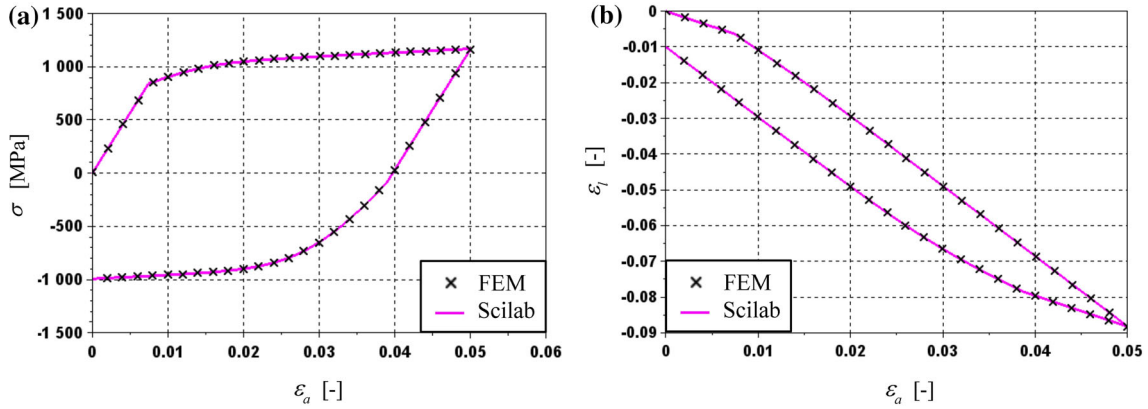 (a)
σ [MPa]
1 500
1 000
500
0
-500
-1 000
-1 500
0 0.01 0.02 0.03 0.04 0.05 0.06
εa [-]
FEM
Scilab
(b)
εl [-]
0
-0.01
-0.02
-0.03
-0.04
-0.05
-0.06
-0.07
-0.08
-0.09
0 0.01 0.02 0.03 0.04 0.05
εa [-]
FEM
Scilab